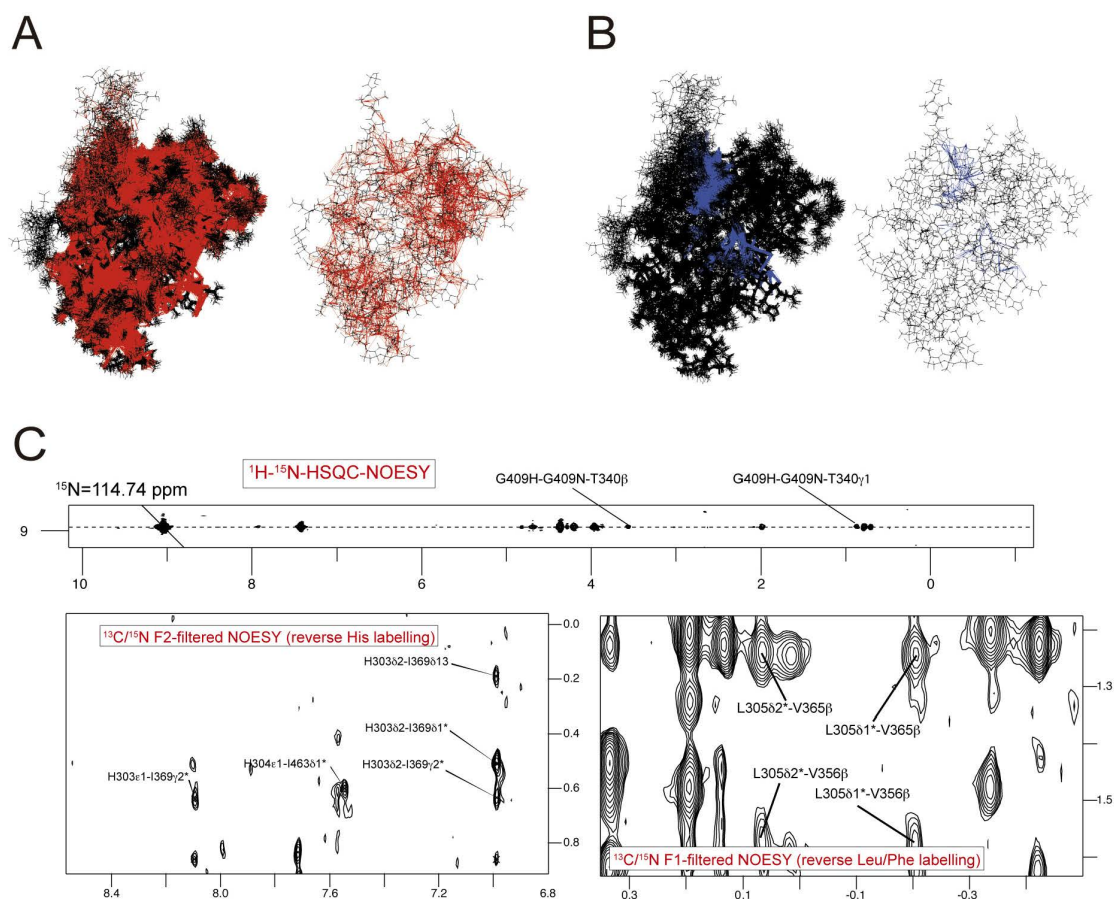 A
B
C
¹H-¹⁵N-HSQC-NOESY
¹⁵N=114.74 ppm
G409H-G409N-T340β
G409H-G409N-T340γ1
9
10
8
6
4
2
0
¹³C/¹⁵N F2-filtered NOESY (reverse His labelling)
H303δ2-I369δ13
H303δ2-I369δ1*
H303ε1-I369γ2*
H304ε1-I463δ1*
H303δ2-I369γ2*
-0.0
0.2
0.4
0.6
0.8
8.4
8.0
7.6
7.2
6.8
L305δ2*-V365β
L305δ1*-V365β
L305δ2*-V356β
L305δ1*-V356β
¹³C/¹⁵N F1-filtered NOESY (reverse Leu/Phe labelling)
-1.3
-1.5
0.3
0.1
-0.1
-0.3